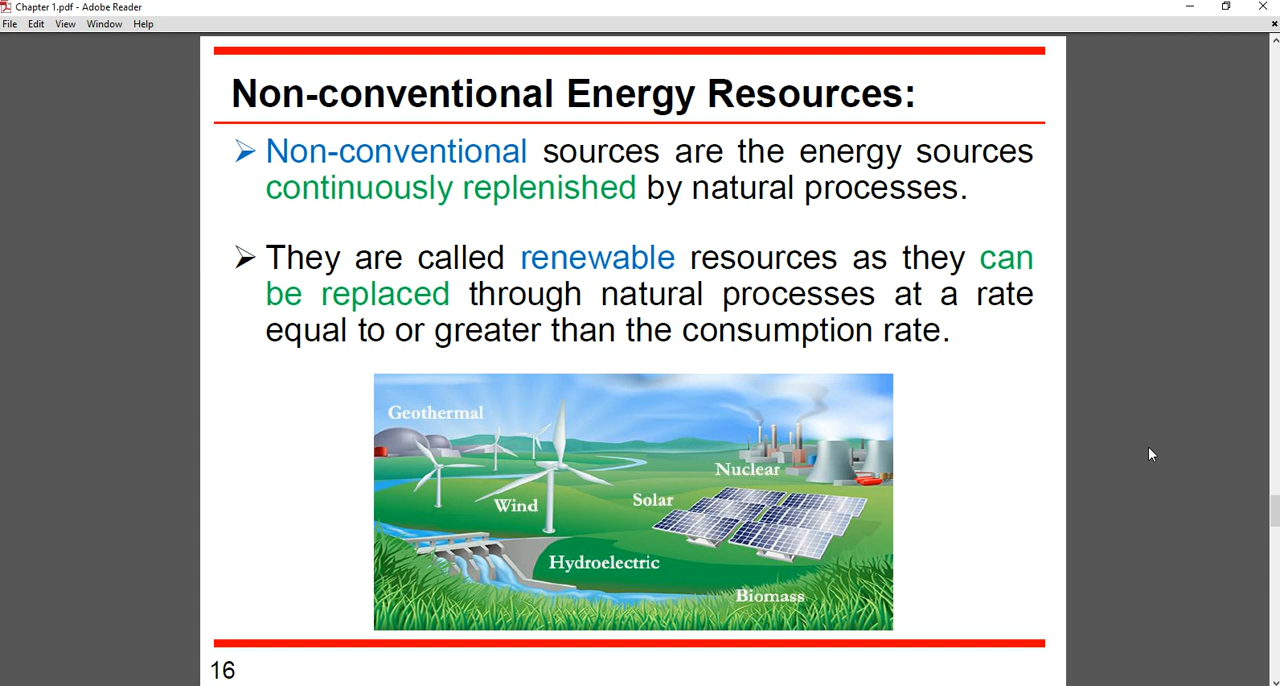 Chapter 1.pdf - Adobe Reader
File Edit View Window Help
Non-conventional Energy Resources:
➢ Non-conventional sources are the energy sources
continuously replenished by natural processes.
➢ They are called renewable resources as they can
be replaced through natural processes at a rate
equal to or greater than the consumption rate.
Geothermal
Nuclear
Wind
Solar
Hydroelectric
Biomass
16